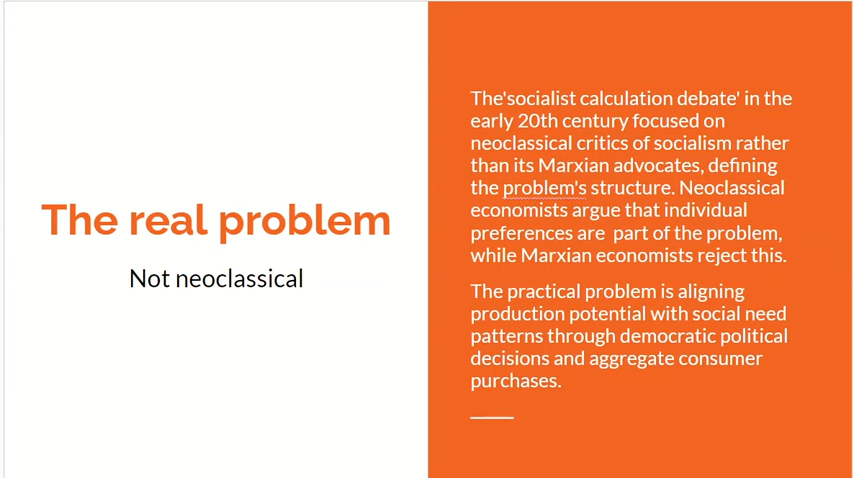 The real problem
Not neoclassical
The'socialist calculation debate' in the
early 20th century focused on
neoclassical critics of socialism rather
than its Marxian advocates, defining
the problem's structure. Neoclassical
economists argue that individual
preferences are  part of the problem,
while Marxian economists reject this.
The practical problem is aligning
production potential with social need
patterns through democratic political
decisions and aggregate consumer
purchases.